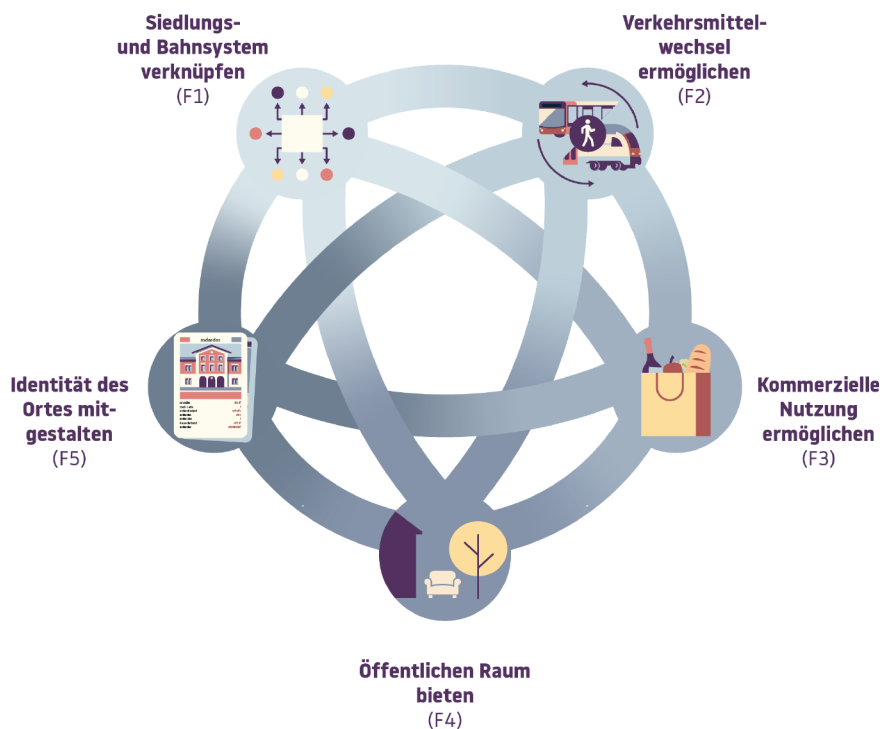 Siedlungs-
und Bahnsystem
verknüpfen
(F1)
Verkehrsmittel-
wechsel
ermöglichen
(F2)
Identität des
Ortes mit-
gestalten
(F5)
Kommerzielle
Nutzung
ermöglichen
(F3)
Öffentlichen Raum
bieten
(F4)